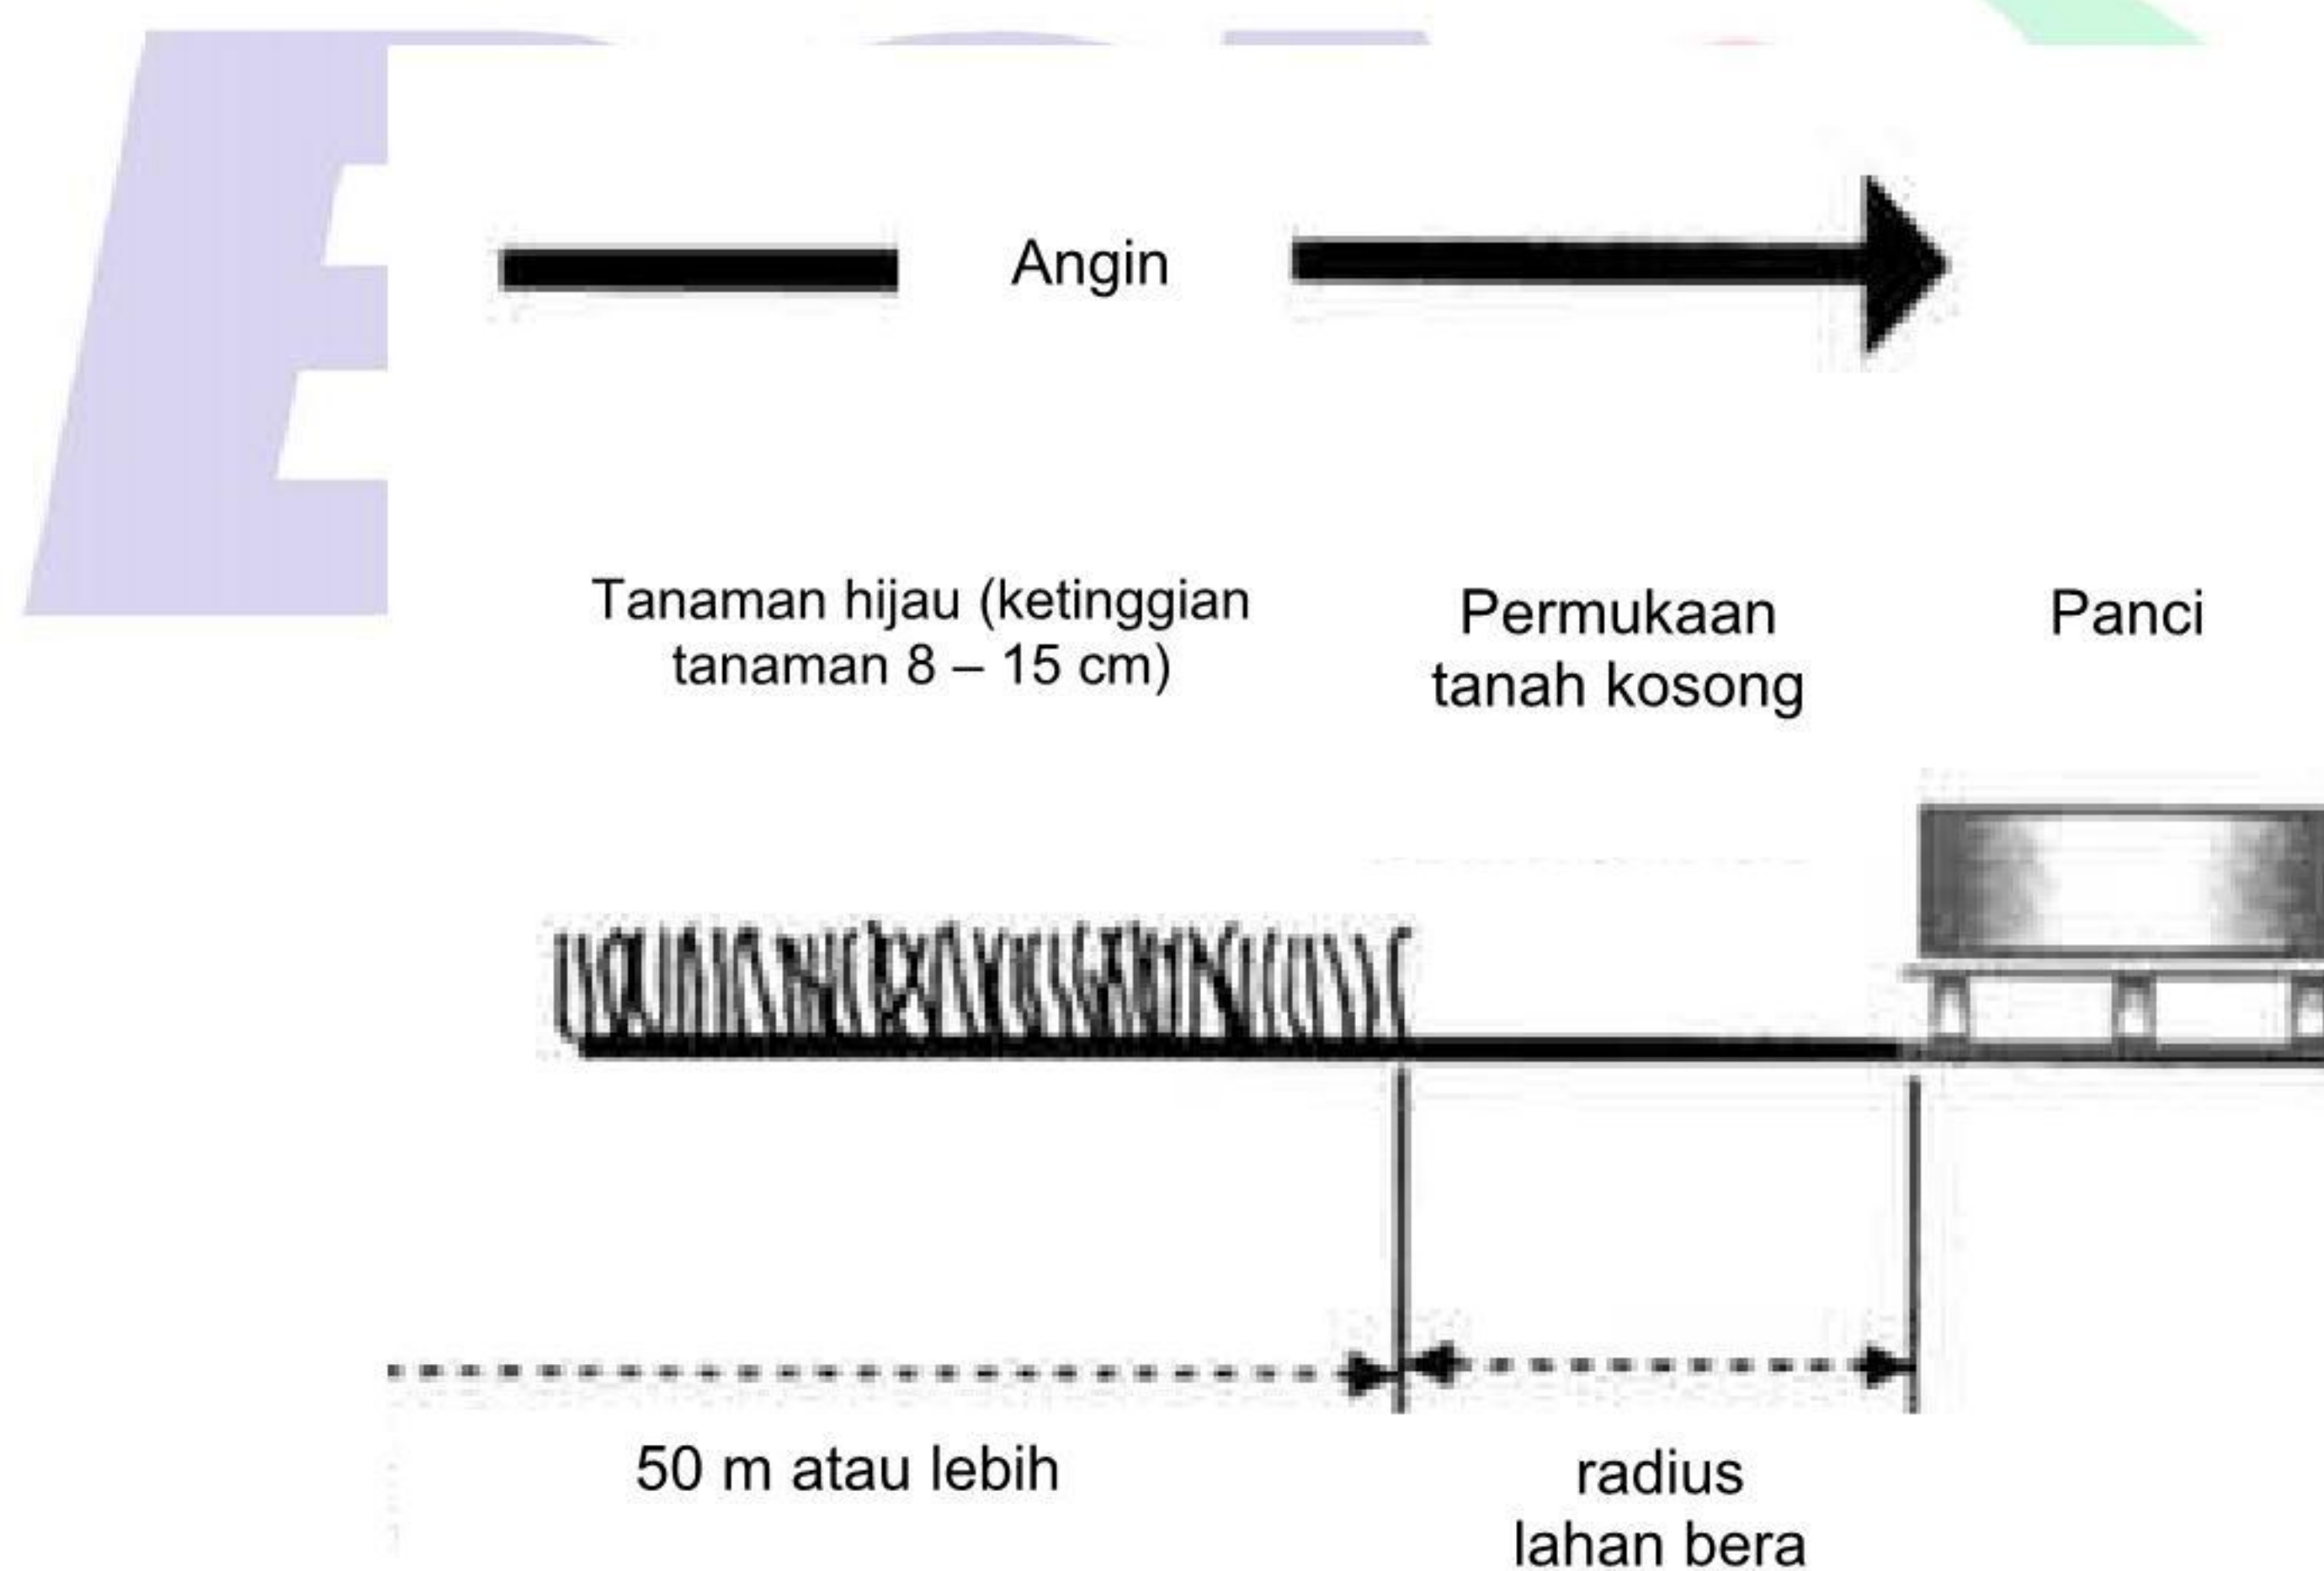 Angin
Tanaman hijau (ketinggian
tanaman 8 – 15 cm)
Permukaan
tanah kosong
Panci
50 m atau lebih
radius
lahan bera